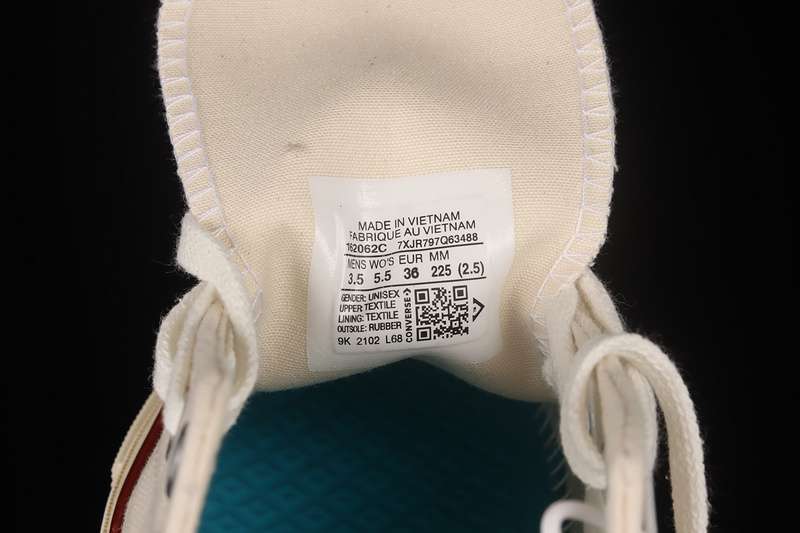 MADE IN VIETNAM
FABRIQUE AU VIETNAM
162062C 7XJR797Q63488
MENS WO'S EUR MM
3.5 5.5 36 225 (2.5)
GENDER: UNISEX
UPPER: TEXTILE
LINING: TEXTILE
OUTSOLE: RUBBER
CONVERSE
9K 2102 L68